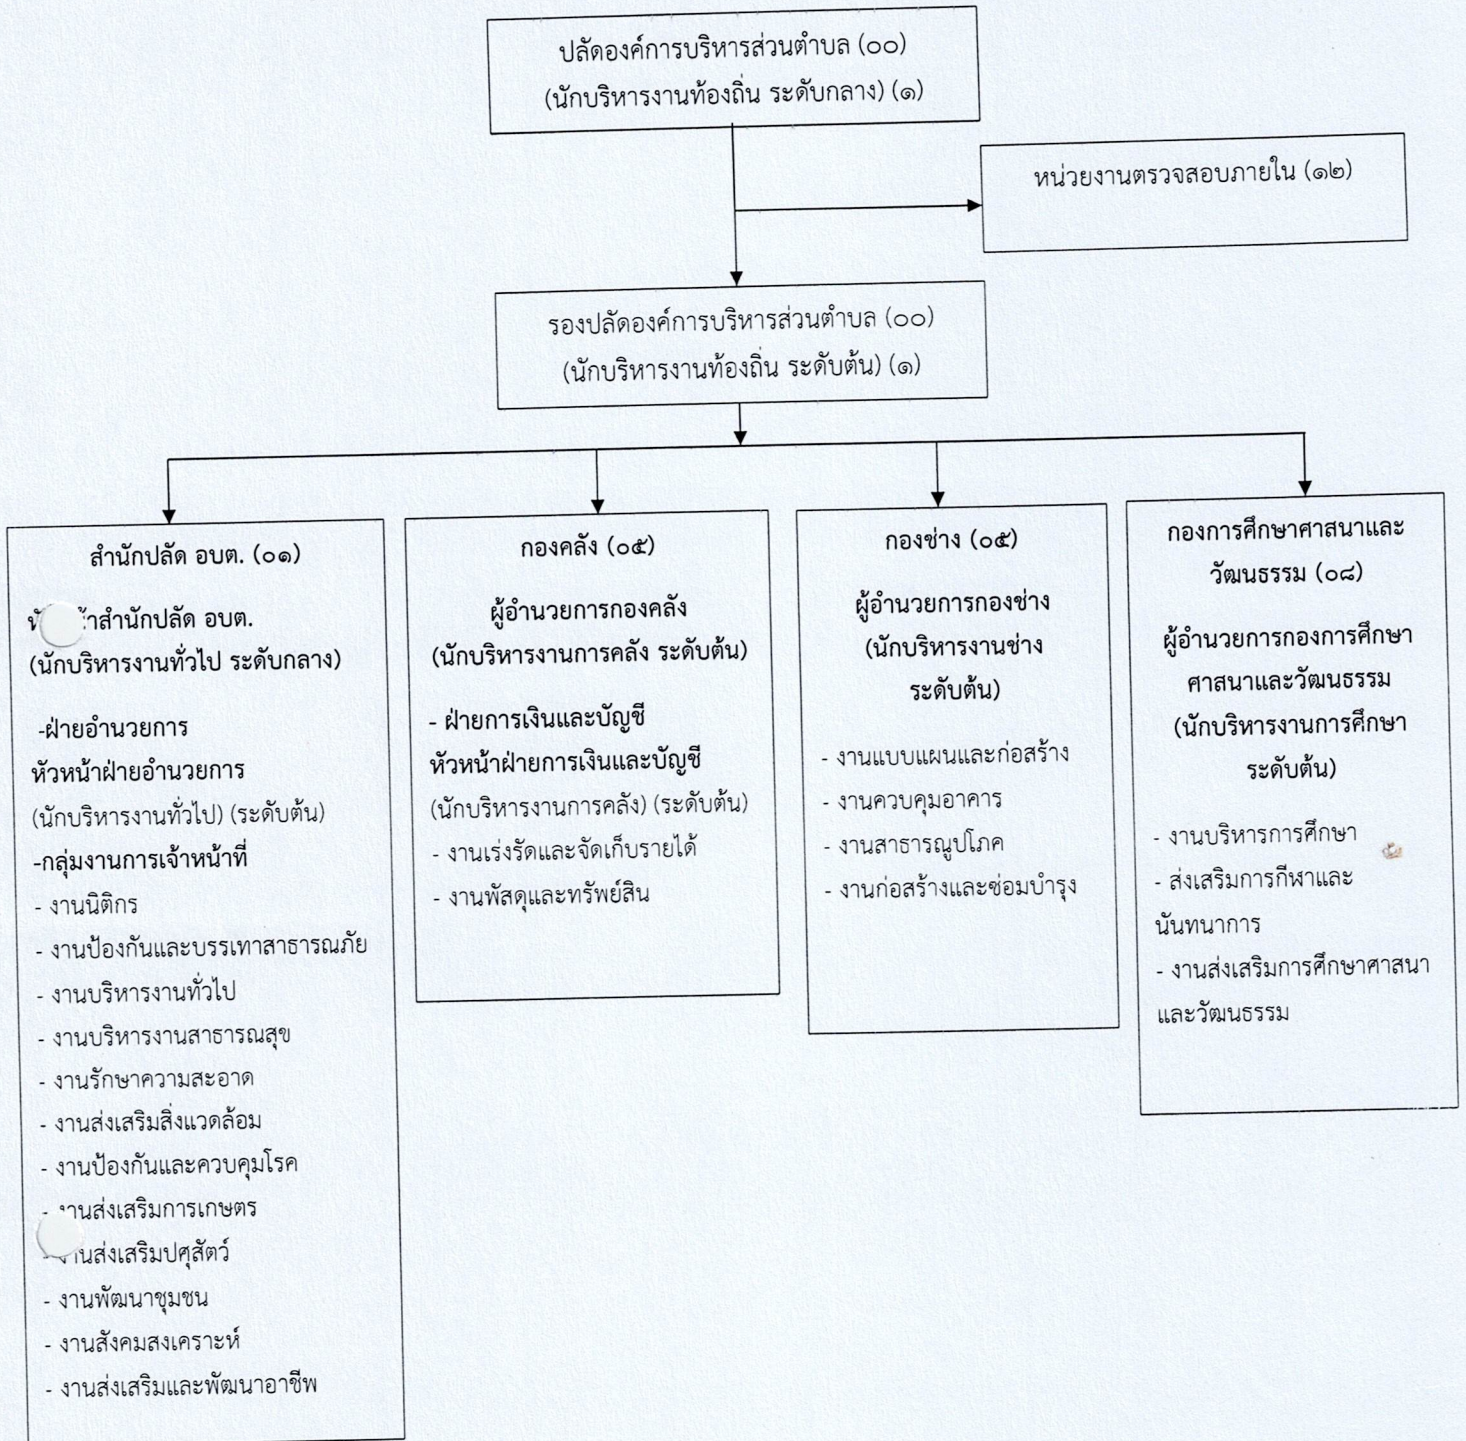 ปลัดองค์การบริหารส่วนตำบล (๐๐)
(นักบริหารงานท้องถิ่น ระดับกลาง) (๑)
หน่วยงานตรวจสอบภายใน (๑๒)
รองปลัดองค์การบริหารส่วนตำบล (๐๐)
(นักบริหารงานท้องถิ่น ระดับต้น) (๑)
สำนักปลัด อบต. (๐๑)
สำนักปลัด อบต.
(นักบริหารงานทั่วไป ระดับกลาง)
-ฝ่ายอำนวยการ
หัวหน้าฝ่ายอำนวยการ
(นักบริหารงานทั่วไป) (ระดับต้น)
-กลุ่มงานการเจ้าหน้าที่
- งานนิติกร
- งานป้องกันและบรรเทาสาธารณภัย
- งานบริหารงานทั่วไป
- งานบริหารงานสาธารณสุข
- งานรักษาความสะอาด
- งานส่งเสริมสิ่งแวดล้อม
- งานป้องกันและควบคุมโรค
- งานส่งเสริมการเกษตร
- งานส่งเสริมปศุสัตว์
- งานพัฒนาชุมชน
- งานสังคมสงเคราะห์
- งานส่งเสริมและพัฒนาอาชีพ
กองคลัง (๐๕)
ผู้อำนวยการกองคลัง
(นักบริหารงานการคลัง ระดับต้น)
- ฝ่ายการเงินและบัญชี
หัวหน้าฝ่ายการเงินและบัญชี
(นักบริหารงานการคลัง) (ระดับต้น)
- งานเร่งรัดและจัดเก็บรายได้
- งานพัสดุและทรัพย์สิน
กองช่าง (๐๕)
ผู้อำนวยการกองช่าง
(นักบริหารงานช่าง
ระดับต้น)
- งานแบบแผนและก่อสร้าง
- งานควบคุมอาคาร
- งานสาธารณูปโภค
- งานก่อสร้างและซ่อมบำรุง
กองการศึกษาศาสนาและ
วัฒนธรรม (๐๘)
ผู้อำนวยการกองการศึกษา
ศาสนาและวัฒนธรรม
(นักบริหารงานการศึกษา
ระดับต้น)
- งานบริหารการศึกษา
- ส่งเสริมการกีฬาและ
นันทนาการ
- งานส่งเสริมการศึกษาศาสนา
และวัฒนธรรม